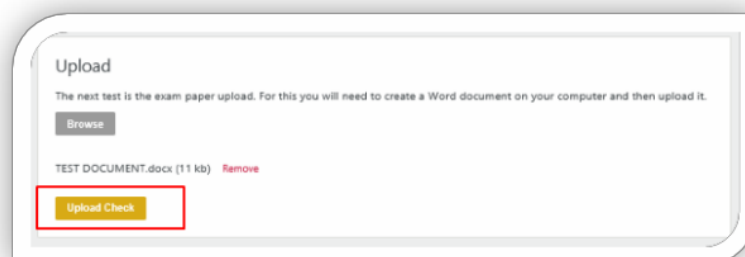 Upload
The next test is the exam paper upload. For this you will need to create a Word document on your computer and then upload it.
Browse
TEST DOCUMENT.docx (11 kb) Remove
Upload Check